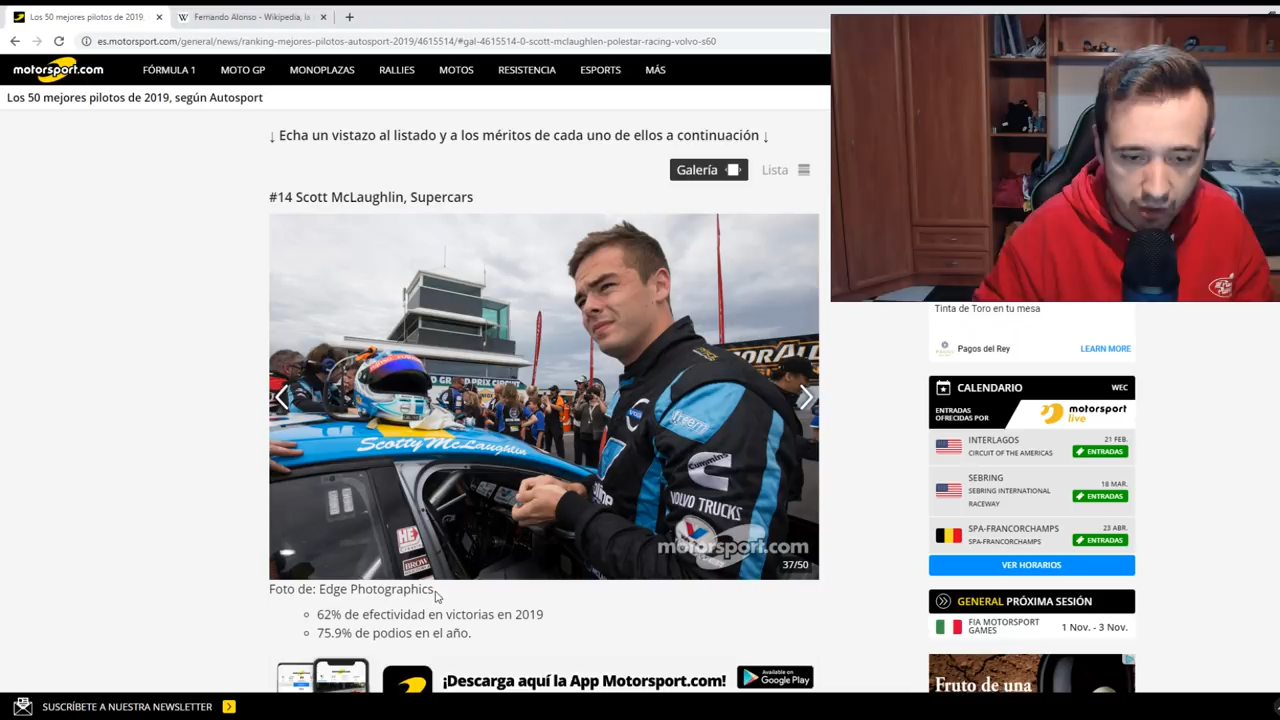 Los 50 mejores pilotos de 2019,
Fernando Alonso - Wikipedia, la
es.motorsport.com/general/news/ranking-mejores-pilotos-autosport-2019/4615514/#gal-4615514-0-scott-mclaughlen-polestar-racing-volvo-s60
motorsport.com
FÓRMULA 1
MOTO GP
MONOPLAZAS
RALLIES
MOTOS
RESISTENCIA
ESPORTS
MÁS
Los 50 mejores pilotos de 2019, según Autosport
↓ Echa un vistazo al listado y a los méritos de cada uno de ellos a continuación ↓
Galería
Lista
#14 Scott McLaughlin, Supercars
GRAND PRIX CIRCUIT
Scotty McLaughlin
freem
CUMMINS
VOLVO TRUCKS
Valvoline
motorsport.com
37/50
Foto de: Edge Photographics
62% de efectividad en victorias en 2019
75.9% de podios en el año.
¡Descarga aquí la App Motorsport.com!
Available on
Google Play
Tinta de Toro en tu mesa
Pagos del Rey
LEARN MORE
CALENDARIO
WEC
ENTRADAS
OFRECIDAS POR
motorsport
live
INTERLAGOS
CIRCUIT OF THE AMERICAS
21 FEB.
ENTRADAS
SEBRING
SEBRING INTERNATIONAL
RACEWAY
18 MAR.
ENTRADAS
SPA-FRANCORCHAMPS
SPA-FRANCORCHAMPS
23 ABR.
ENTRADAS
VER HORARIOS
GENERAL PRÓXIMA SESIÓN
FIA MOTORSPORT
GAMES
1 Nov. - 3 Nov.
Fruto de una
SUSCRÍBETE A NUESTRA NEWSLETTER